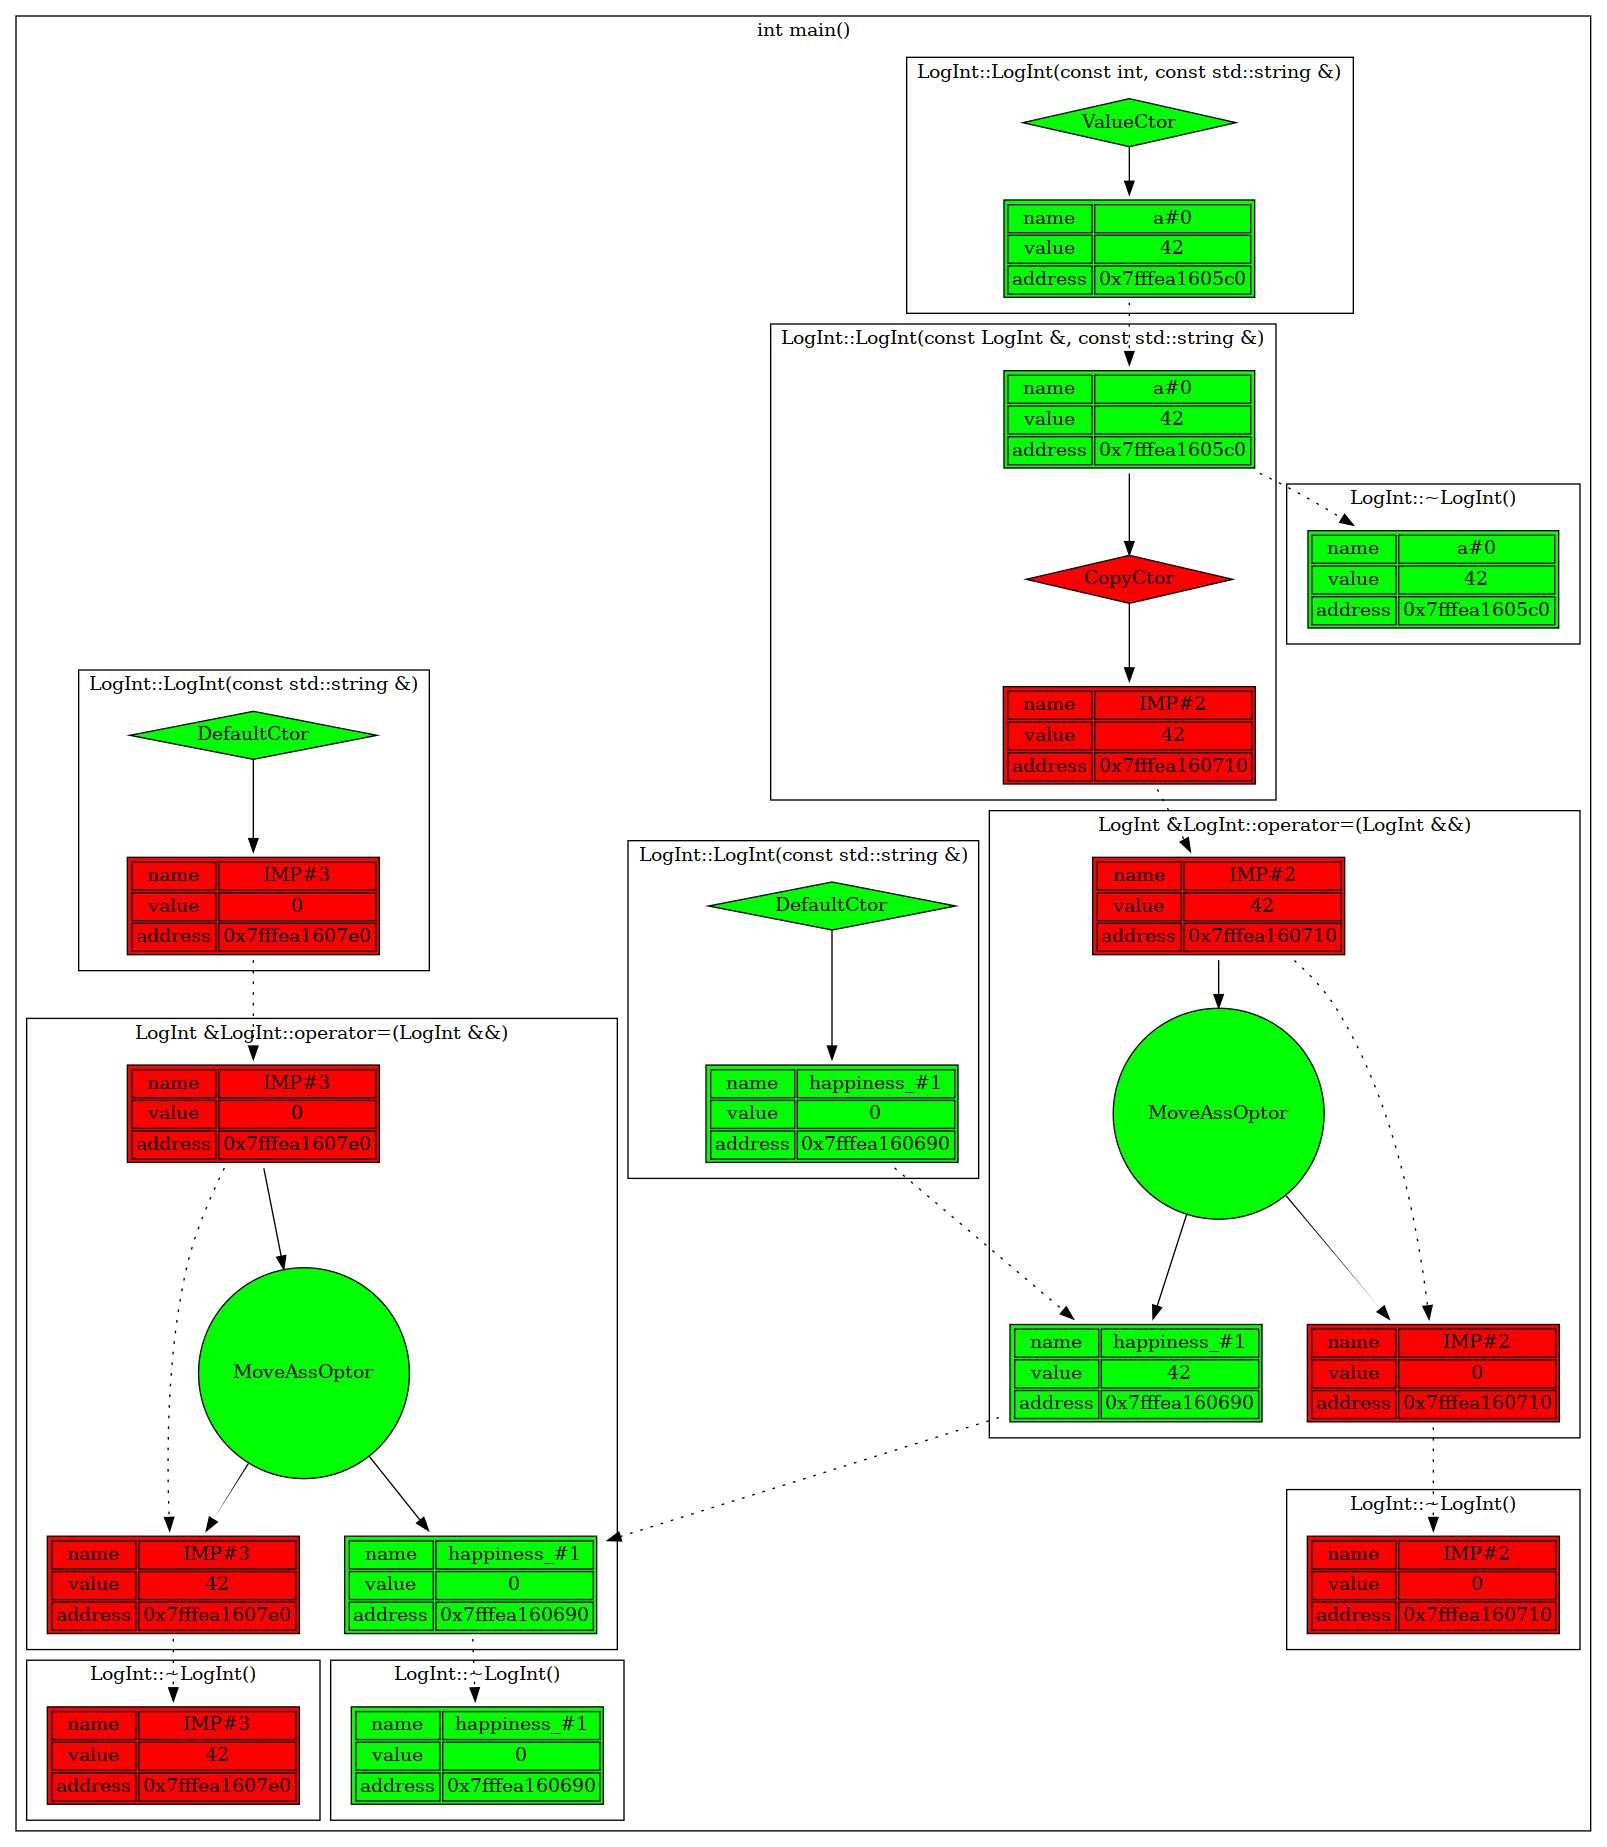 int main()
LogInt::LogInt(const int, const std::string &)
ValueCtor
name a#0
value 42
address 0x7fffea1605c0
LogInt::LogInt(const LogInt &, const std::string &)
name a#0
value 42
address 0x7fffea1605c0
LogInt::~LogInt()
name a#0
value 42
address 0x7fffea1605c0
CopyCtor
name IMP#2
value 42
address 0x7fffea160710
LogInt::LogInt(const std::string &)
DefaultCtor
name IMP#3
value 0
address 0x7fffea1607e0
LogInt::LogInt(const std::string &)
DefaultCtor
name happiness_#1
value 0
address 0x7fffea160690
LogInt &LogInt::operator=(LogInt &&)
name IMP#2
value 42
address 0x7fffea160710
MoveAssOptor
name happiness_#1
value 42
address 0x7fffea160690
name IMP#2
value 0
address 0x7fffea160710
LogInt &LogInt::operator=(LogInt &&)
name IMP#3
value 0
address 0x7fffea1607e0
MoveAssOptor
name IMP#3
value 42
address 0x7fffea1607e0
name happiness_#1
value 0
address 0x7fffea160690
LogInt::~LogInt()
name IMP#2
value 0
address 0x7fffea160710
LogInt::~LogInt()
name IMP#3
value 42
address 0x7fffea1607e0
LogInt::~LogInt()
name happiness_#1
value 0
address 0x7fffea160690